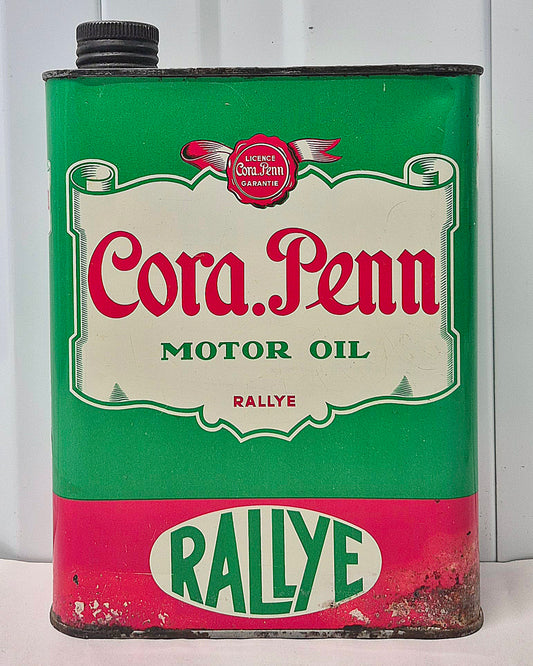 LICENCE
Cora.Penn
GARANTIE
Cora.Penn
MOTOR OIL
RALLYE
RALLYE